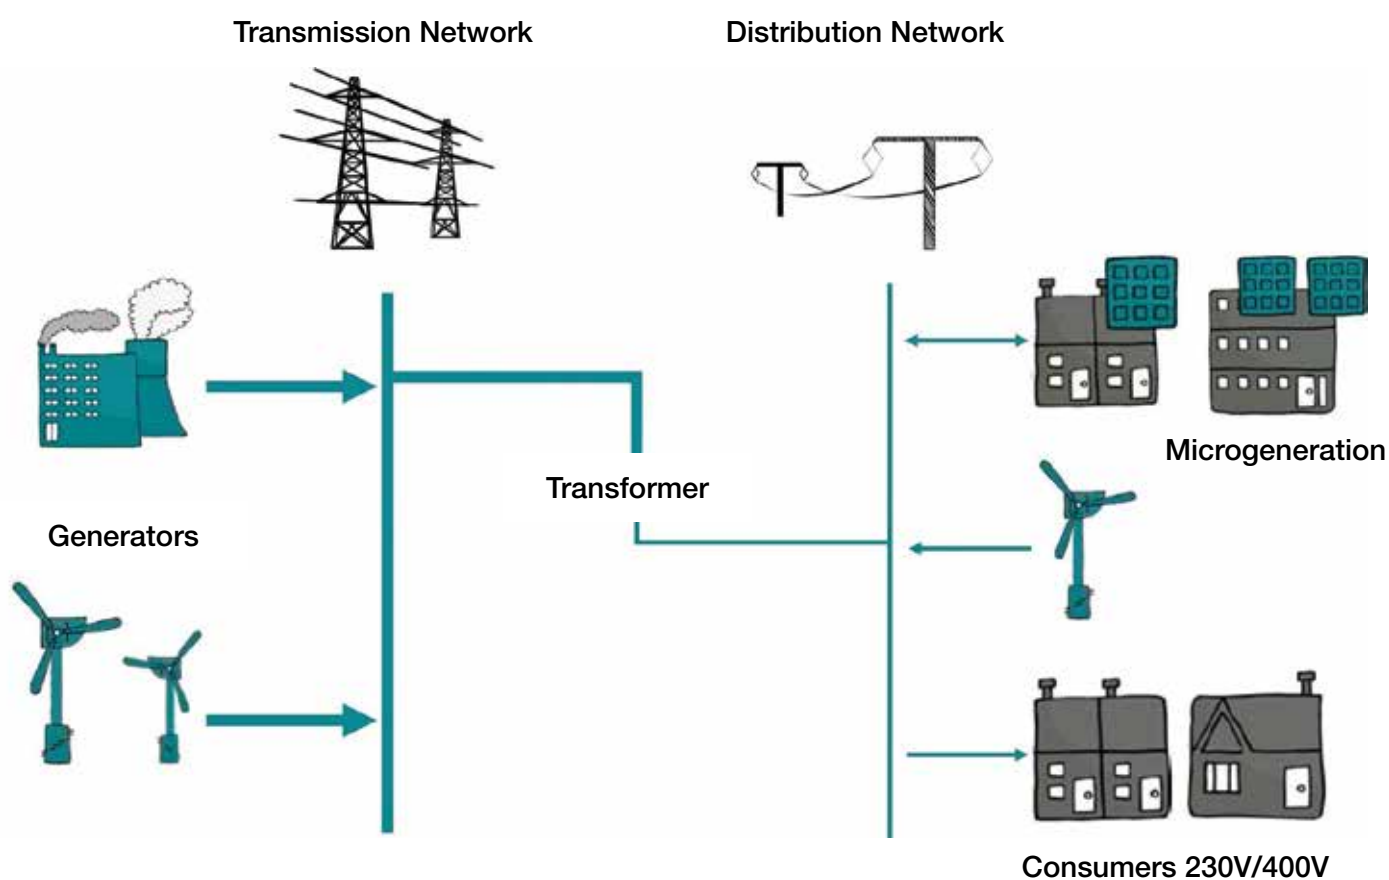 Transmission Network
Distribution Network
Microgeneration
Transformer
Generators
Consumers 230V/400V